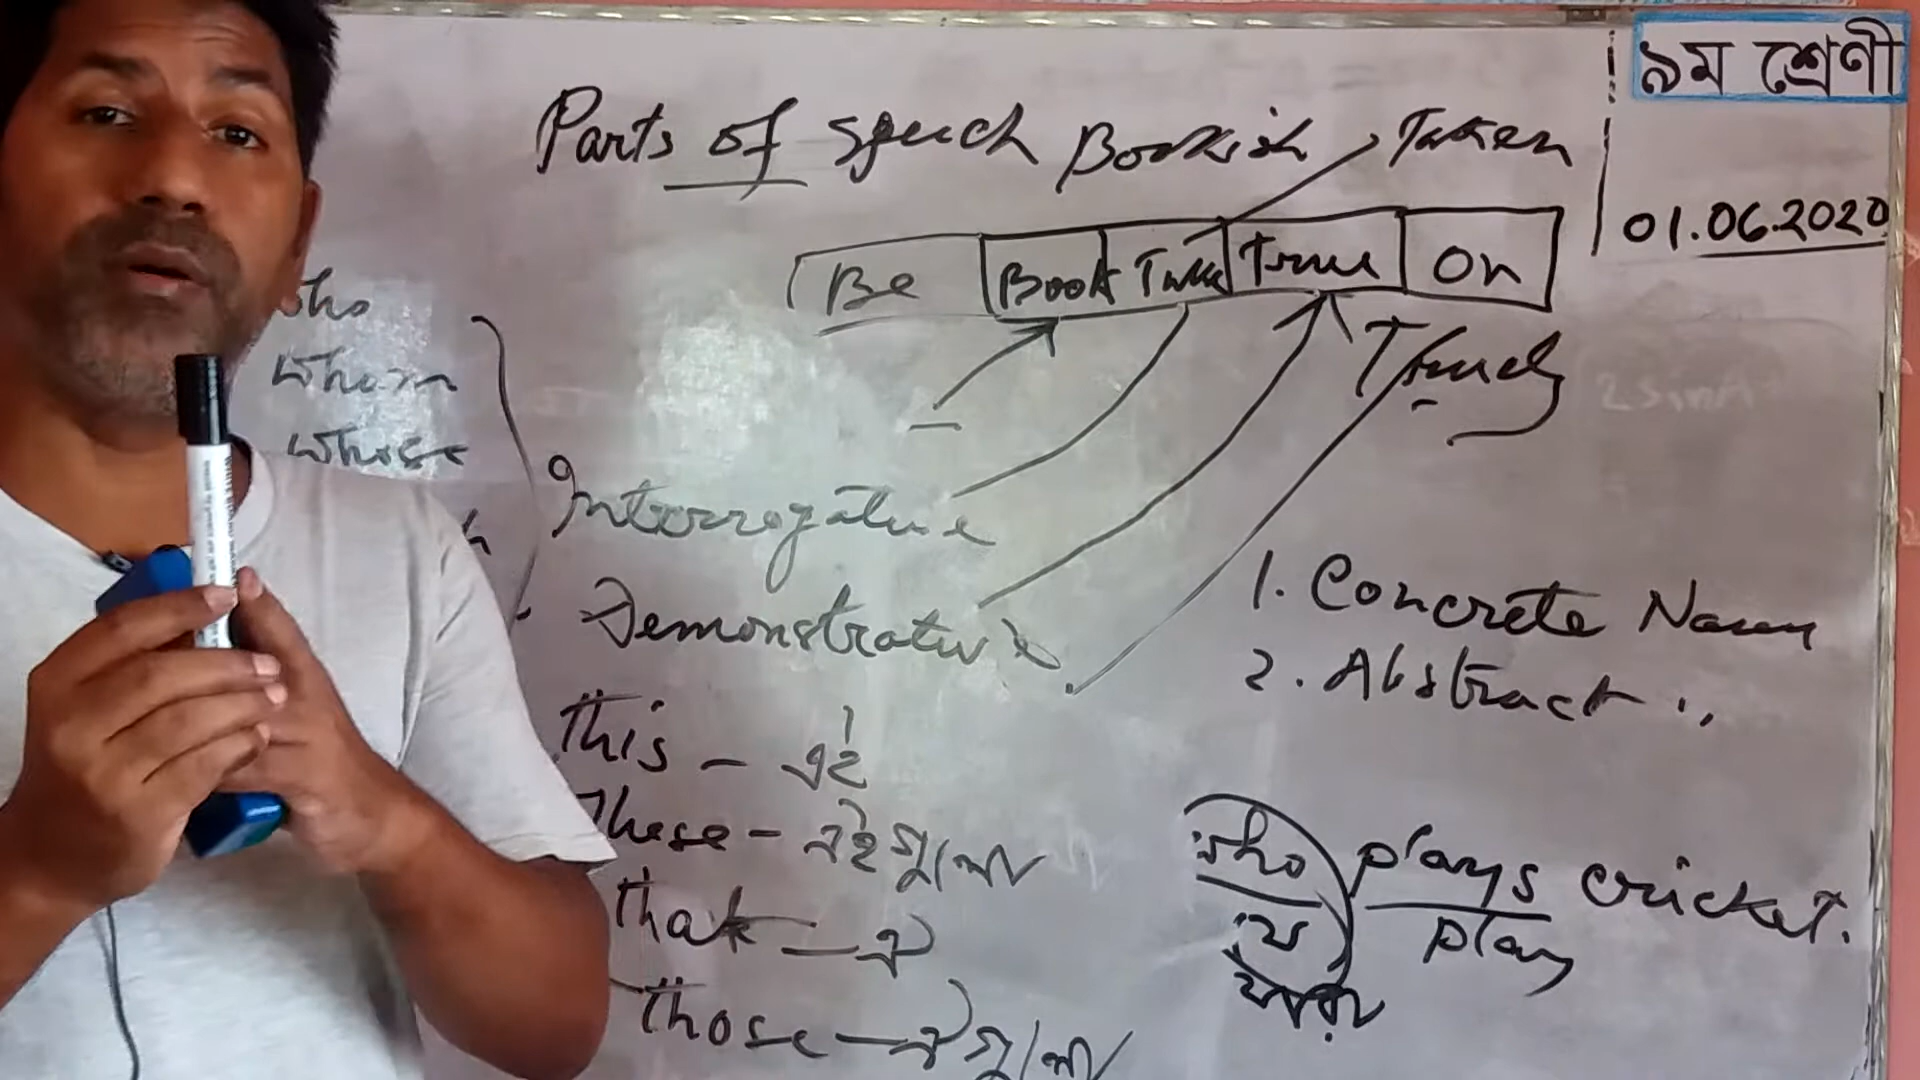 ৯ম শ্রেণী
Parts of speech Bookish Taken
01.06.2020
Be Book Take True On
Truely
who
whom
whose
Interrogative
Demonstrative
1. Concrete Noun
2. Abstract ,,
this - এই
these - এইগুলো
that - ঐ
those - ঐগুলো
who plays cricket.
যে play
যারা